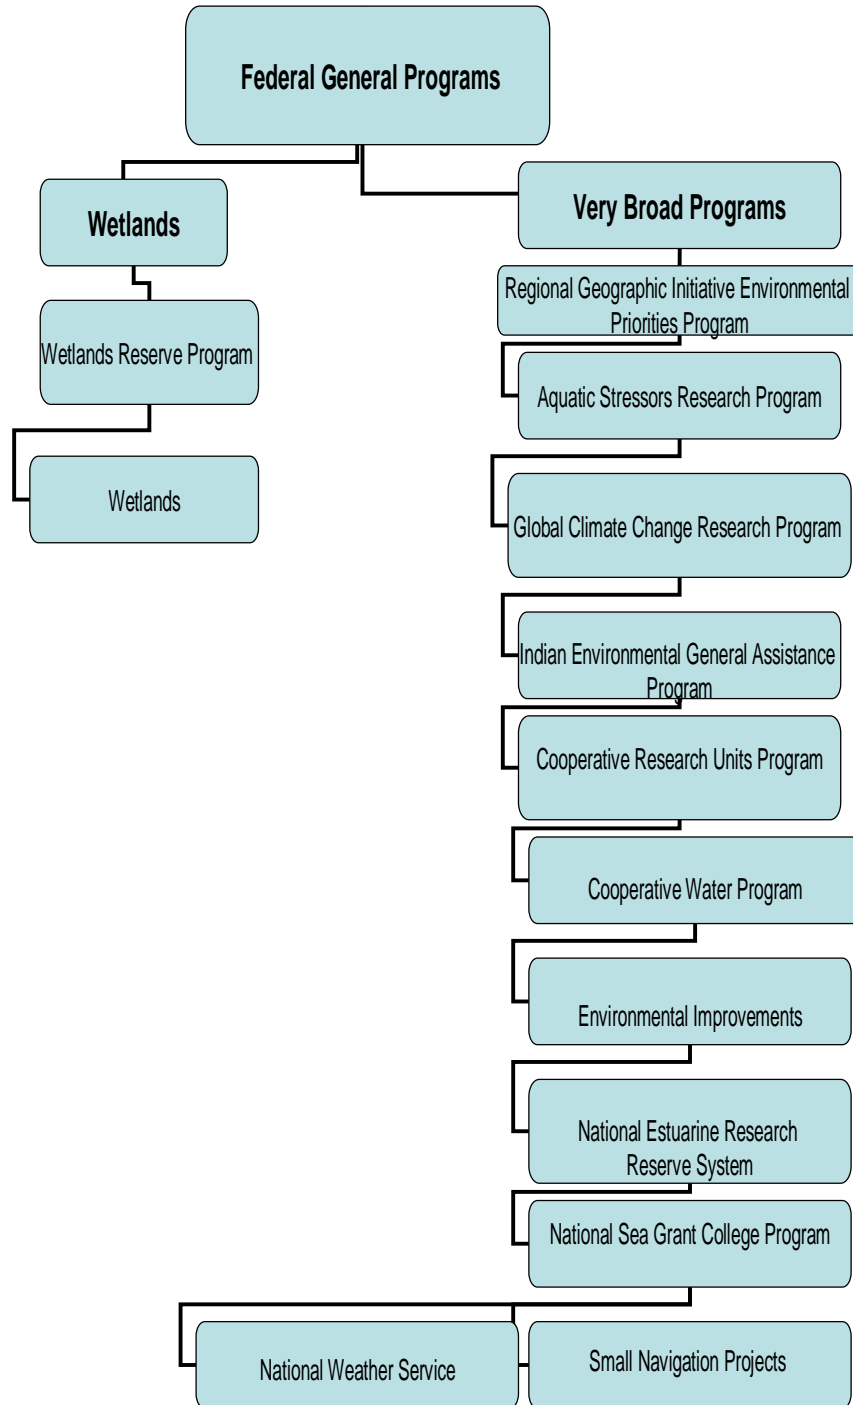 Federal General Programs
Wetlands
Very Broad Programs
Wetlands Reserve Program
Wetlands
Regional Geographic Initiative Environmental
Priorities Program
Aquatic Stressors Research Program
Global Climate Change Research Program
Indian Environmental General Assistance
Program
Cooperative Research Units Program
Cooperative Water Program
Environmental Improvements
National Estuarine Research
Reserve System
National Sea Grant College Program
National Weather Service
Small Navigation Projects